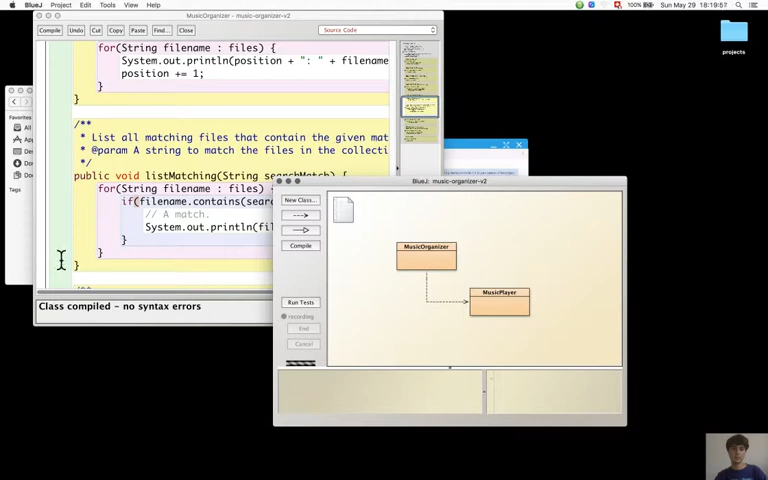 BlueJ Project Edit Tools View Help
100% Sun May 29 18:19:57
MusicOrganizer - music-organizer-v2
Compile Undo Cut Copy Paste Find... Close Source Code
for(String filename : files) {
System.out.println(position + ": " + filename
position += 1;
}
}
/**
* List all matching files that contain the given mat
* @param A string to match the files in the collecti
*/
public void listMatching(String searchMatch) {
for(String filename : files)
if(filename.contains(searc
// A match.
System.out.println(fil
}
}
}
/**
Class compiled - no syntax errors
Favorites
All
Tags
BlueJ: music-organizer-v2
New Class...
Compile
MusicOrganizer
MusicPlayer
Run Tests
recording
End
Cancel
projects